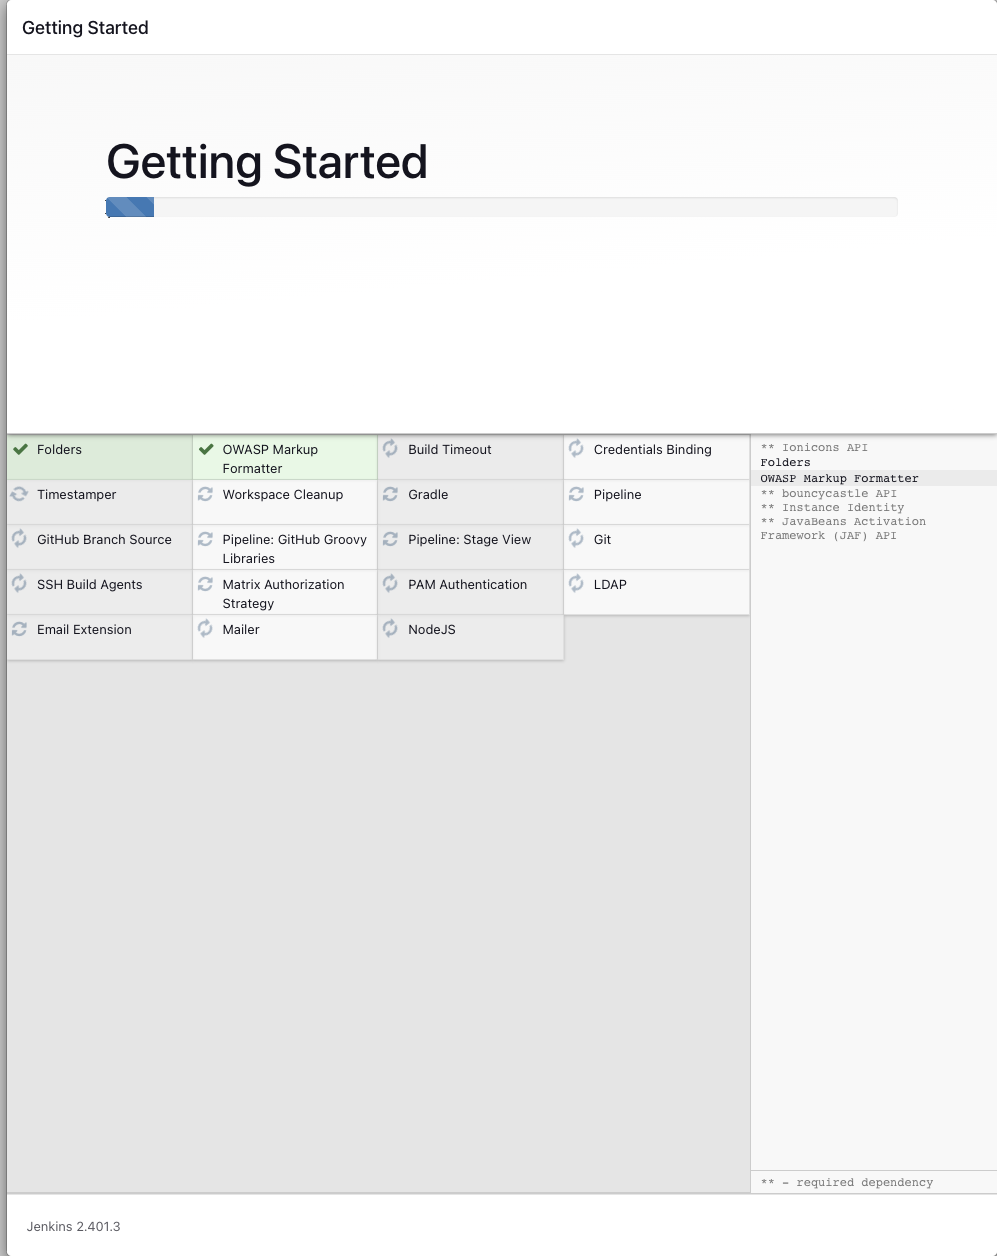 Getting Started
Getting Started
Folders
OWASP Markup
Formatter
Build Timeout
Credentials Binding
Timestamper
Workspace Cleanup
Gradle
Pipeline
GitHub Branch Source
Pipeline: GitHub Groovy
Libraries
Pipeline: Stage View
Git
SSH Build Agents
Matrix Authorization
Strategy
PAM Authentication
LDAP
Email Extension
Mailer
NodeJS
** Ionicons API
Folders
OWASP Markup Formatter
** bouncycastle API
** Instance Identity
** JavaBeans Activation
Framework (JAF) API
** - required dependency
Jenkins 2.401.3